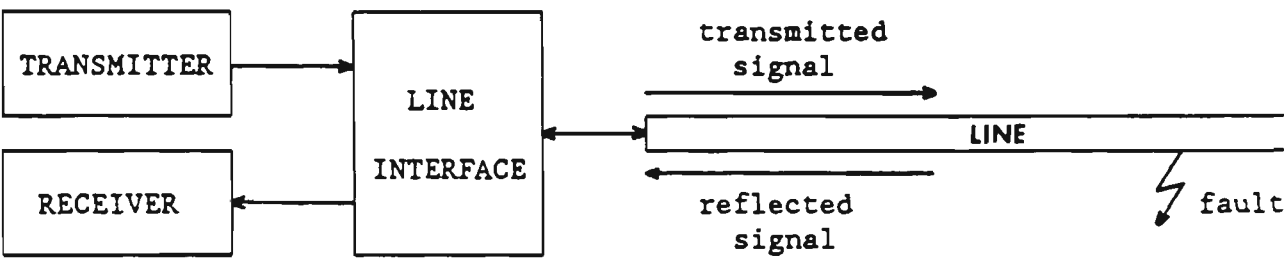 TRANSMITTER
RECEIVER
LINE
INTERFACE
transmitted
signal
LINE
reflected
signal
fault